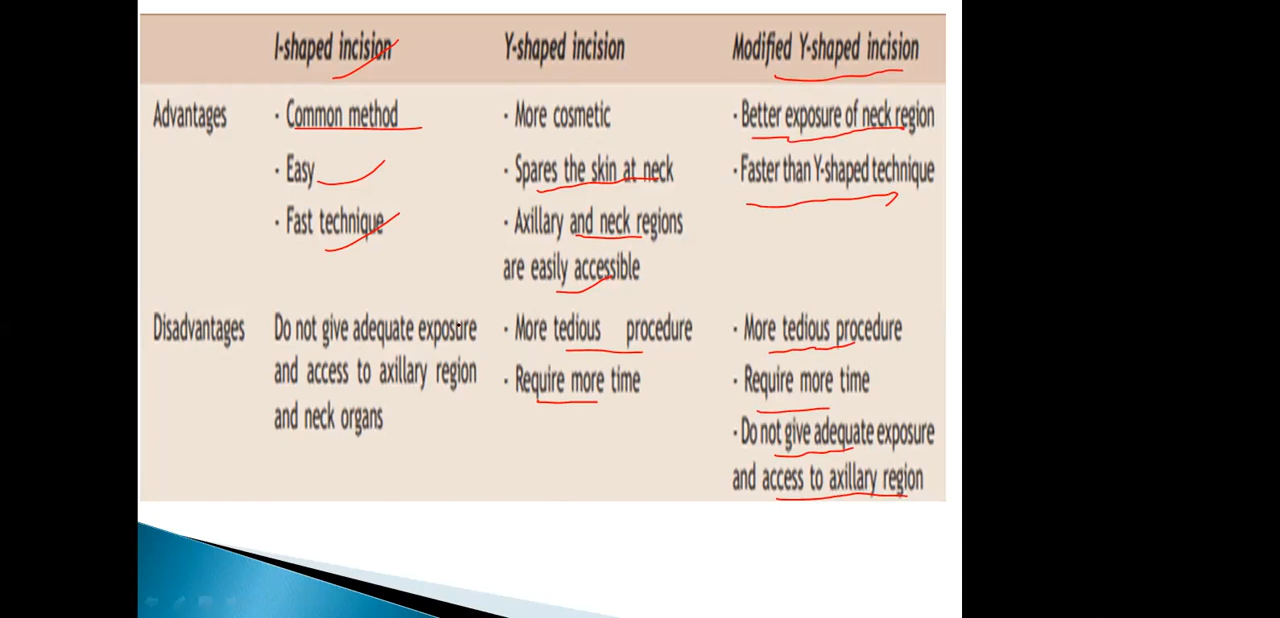 I-shaped incision Y-shaped incision Modified Y-shaped incision
Advantages · Common method · More cosmetic · Better exposure of neck region
· Easy · Spares the skin at neck · Faster than Y-shaped technique
· Fast technique · Axillary and neck regions
are easily accessible
Disadvantages Do not give adequate exposure · More tedious procedure · More tedious procedure
and access to axillary region · Require more time · Require more time
and neck organs · Do not give adequate exposure
and access to axillary region